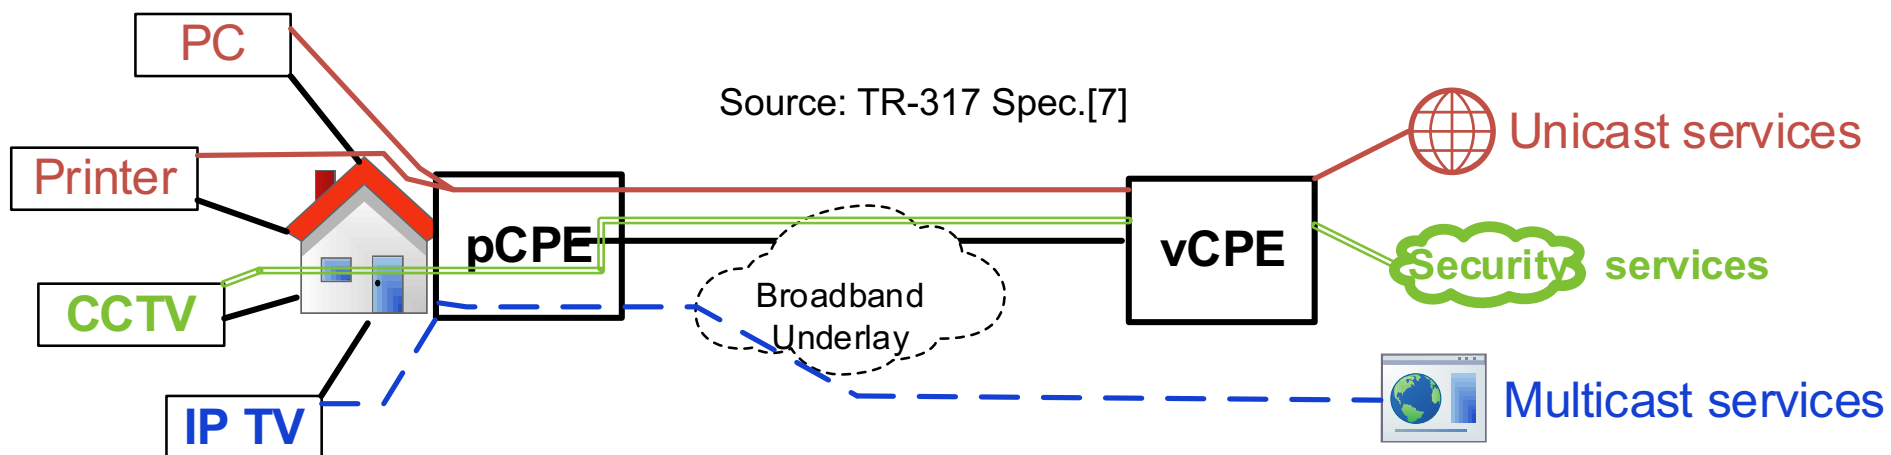 PC
Source: TR-317 Spec.[7]
Unicast services
Printer
pCPE
vCPE
Security services
Broadband
Underlay
CCTV
IP TV
Multicast services